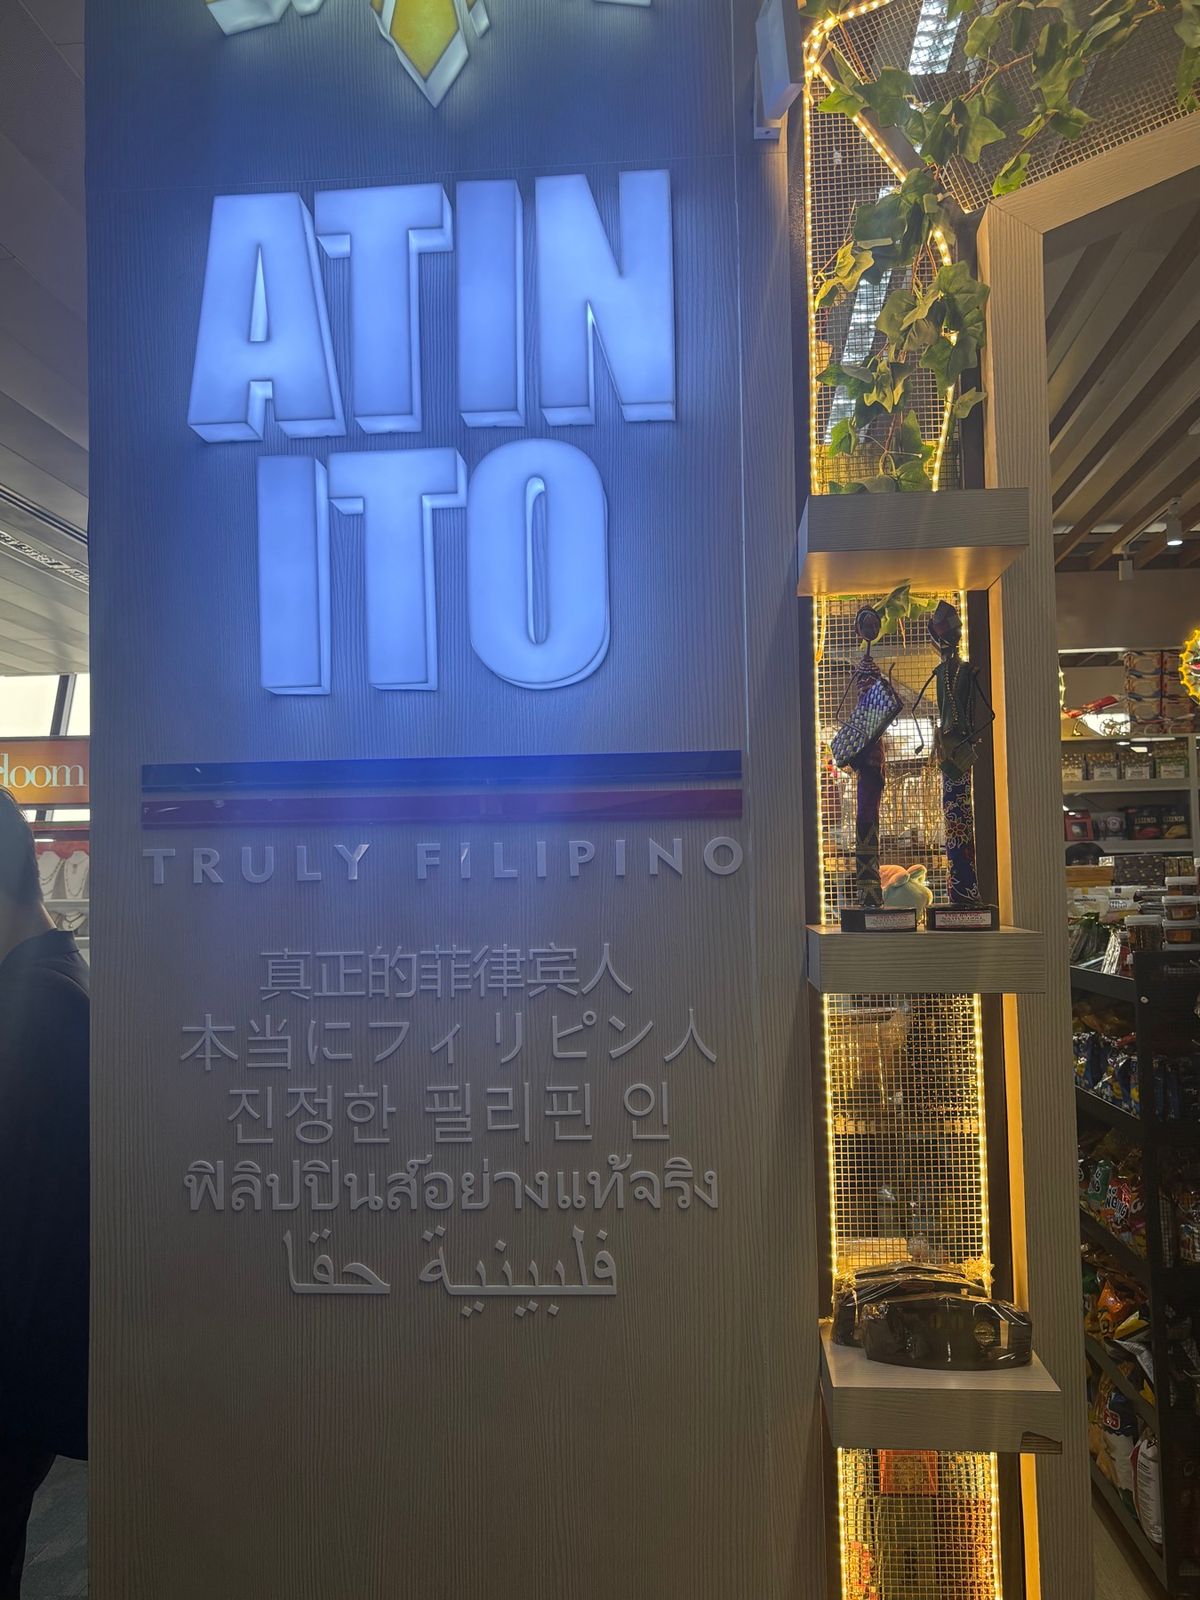 ATIN
ITO
loom
TRULY FILIPINO
真正的菲律宾人
本当にフィリピン人
진정한 필리핀 인
ฟิลิปปินส์อย่างแท้จริง
فلبينية حقا